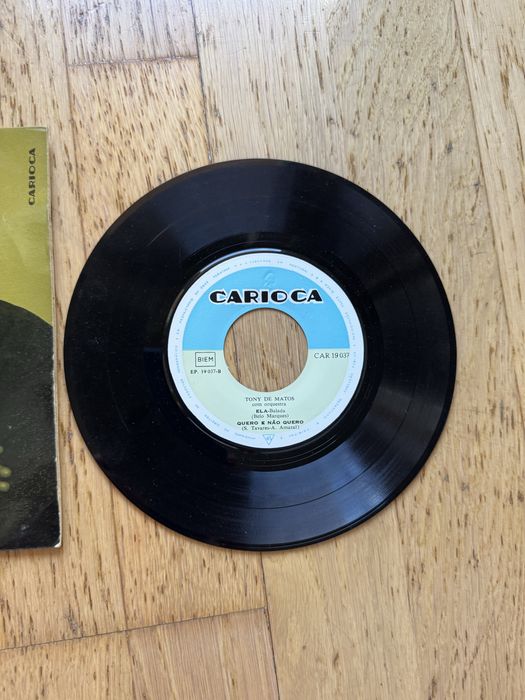 CARIOCA
CARIOCA
BIEM
CAR 19 037
EP. 19 037-B
TONY DE MATOS
com orquestra
ELA-Balada
(Belo Marques)
QUERO E NÃO QUERO
(S. Tavares-A. Amaral)